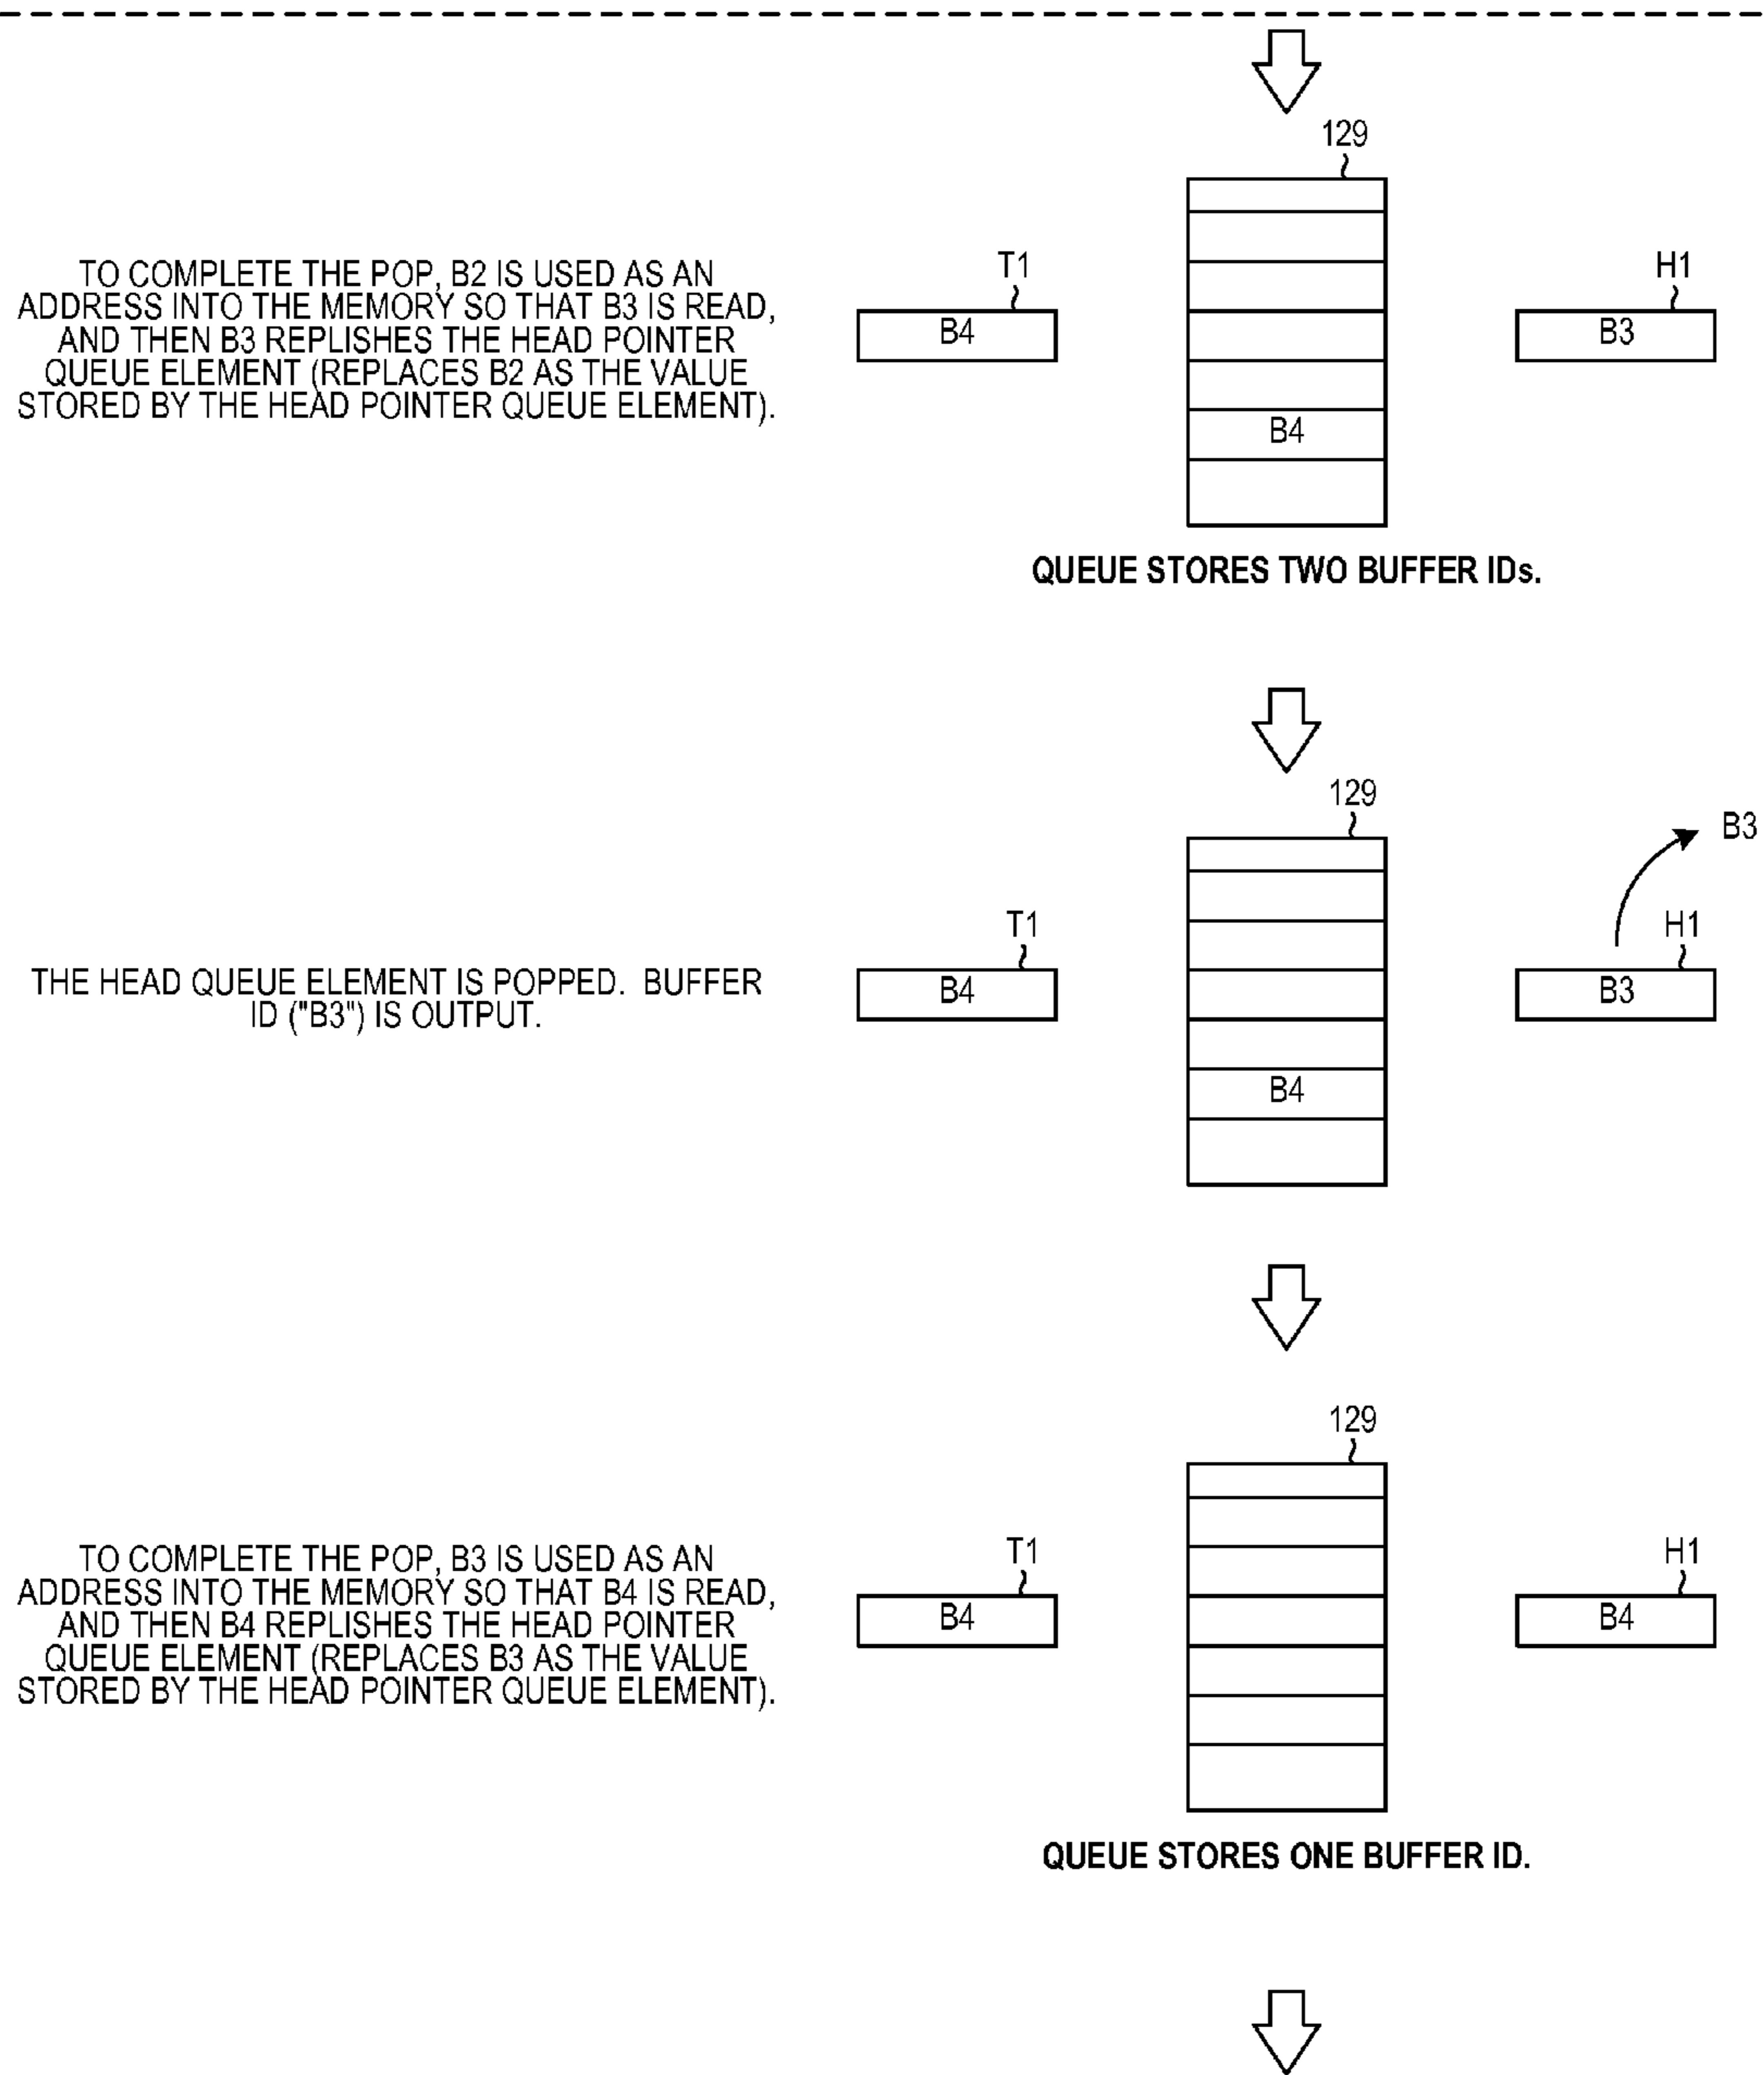 129
TO COMPLETE THE POP, B2 IS USED AS AN
ADDRESS INTO THE MEMORY SO THAT B3 IS READ,
AND THEN B3 REPLISHES THE HEAD POINTER
QUEUE ELEMENT (REPLACES B2 AS THE VALUE
STORED BY THE HEAD POINTER QUEUE ELEMENT).
T1
B4
H1
B3
B4
QUEUE STORES TWO BUFFER IDs.
129
B3
THE HEAD QUEUE ELEMENT IS POPPED. BUFFER
ID ("B3") IS OUTPUT.
T1
B4
H1
B3
B4
129
TO COMPLETE THE POP, B3 IS USED AS AN
ADDRESS INTO THE MEMORY SO THAT B4 IS READ,
AND THEN B4 REPLISHES THE HEAD POINTER
QUEUE ELEMENT (REPLACES B3 AS THE VALUE
STORED BY THE HEAD POINTER QUEUE ELEMENT).
T1
B4
H1
B4
QUEUE STORES ONE BUFFER ID.